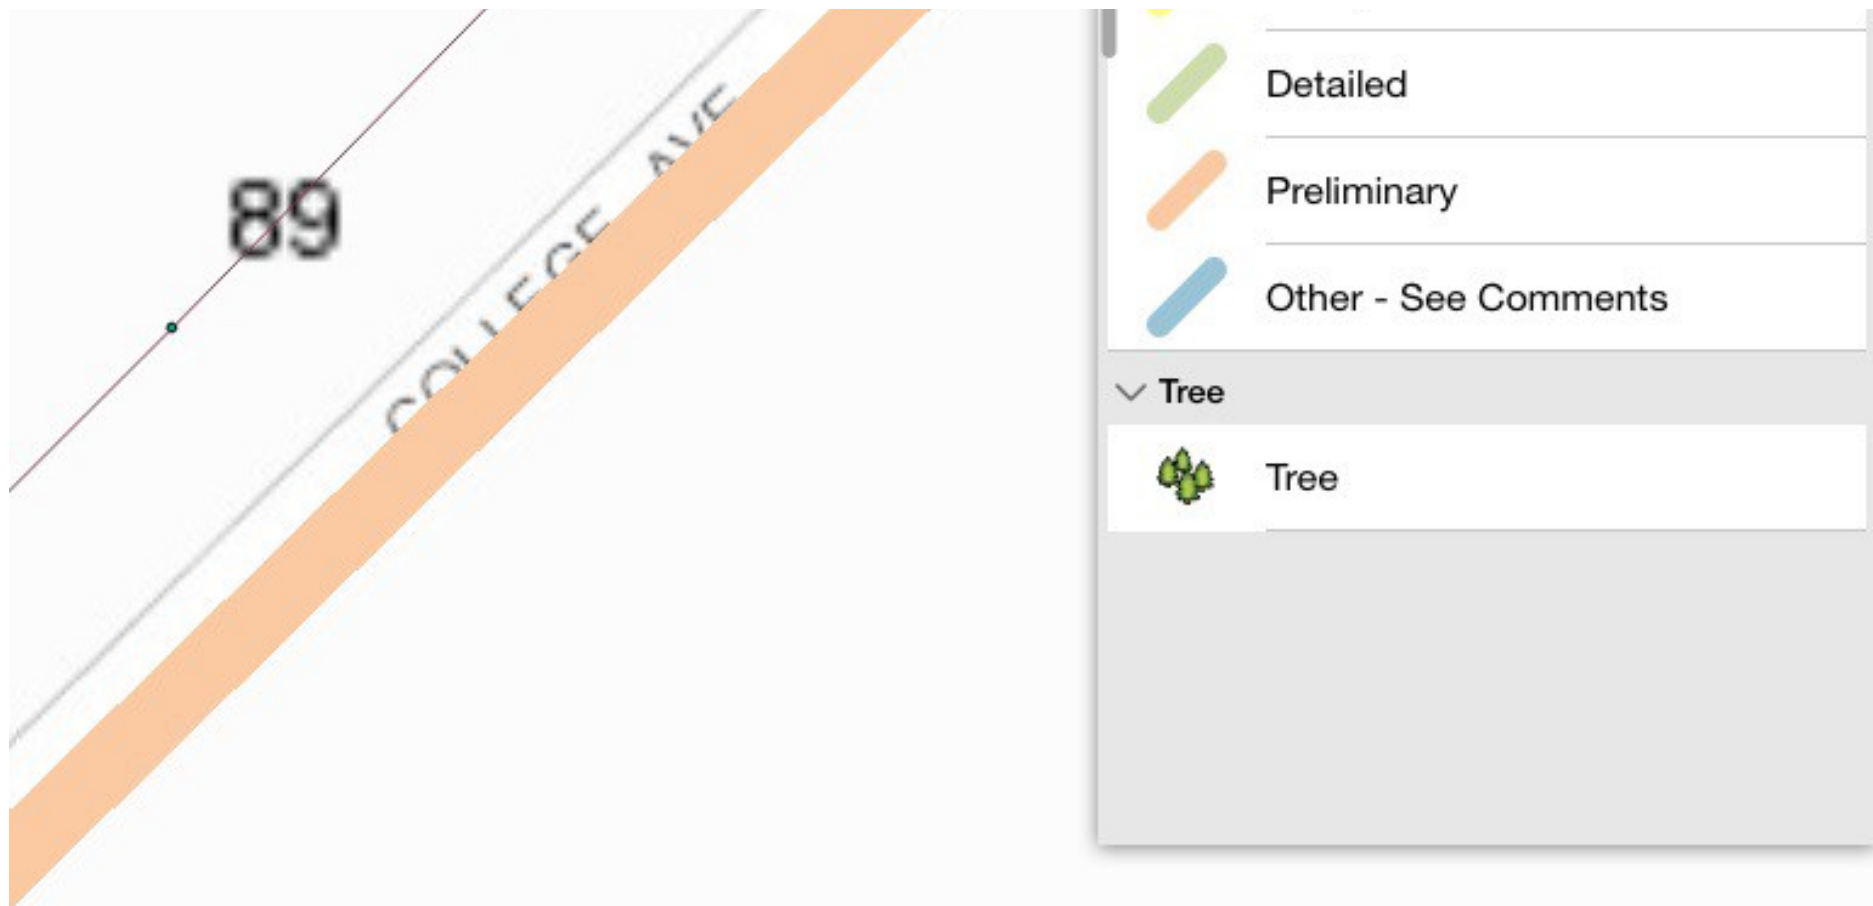 89
COLLEGE AVE
Detailed
Preliminary
Other - See Comments
Tree
Tree